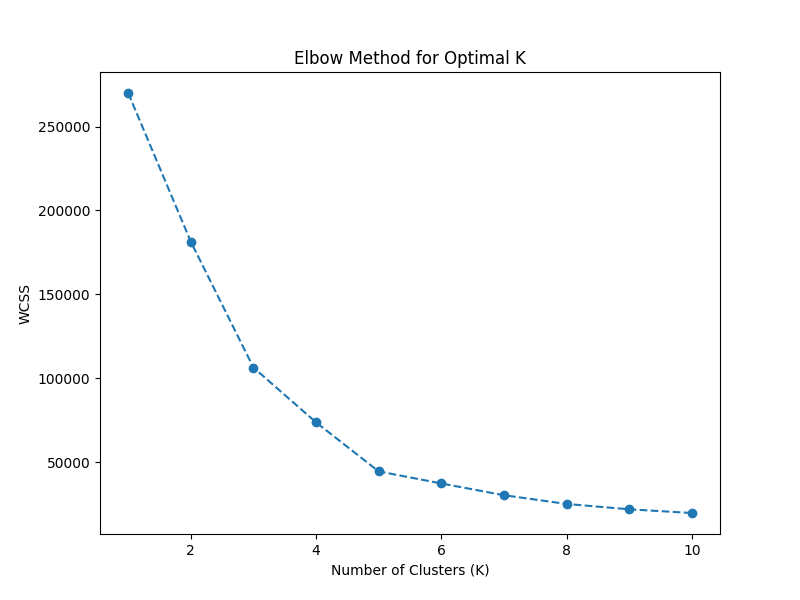 Elbow Method for Optimal K
250000
200000
150000
100000
50000
WCSS
2 4 6 8 10
Number of Clusters (K)